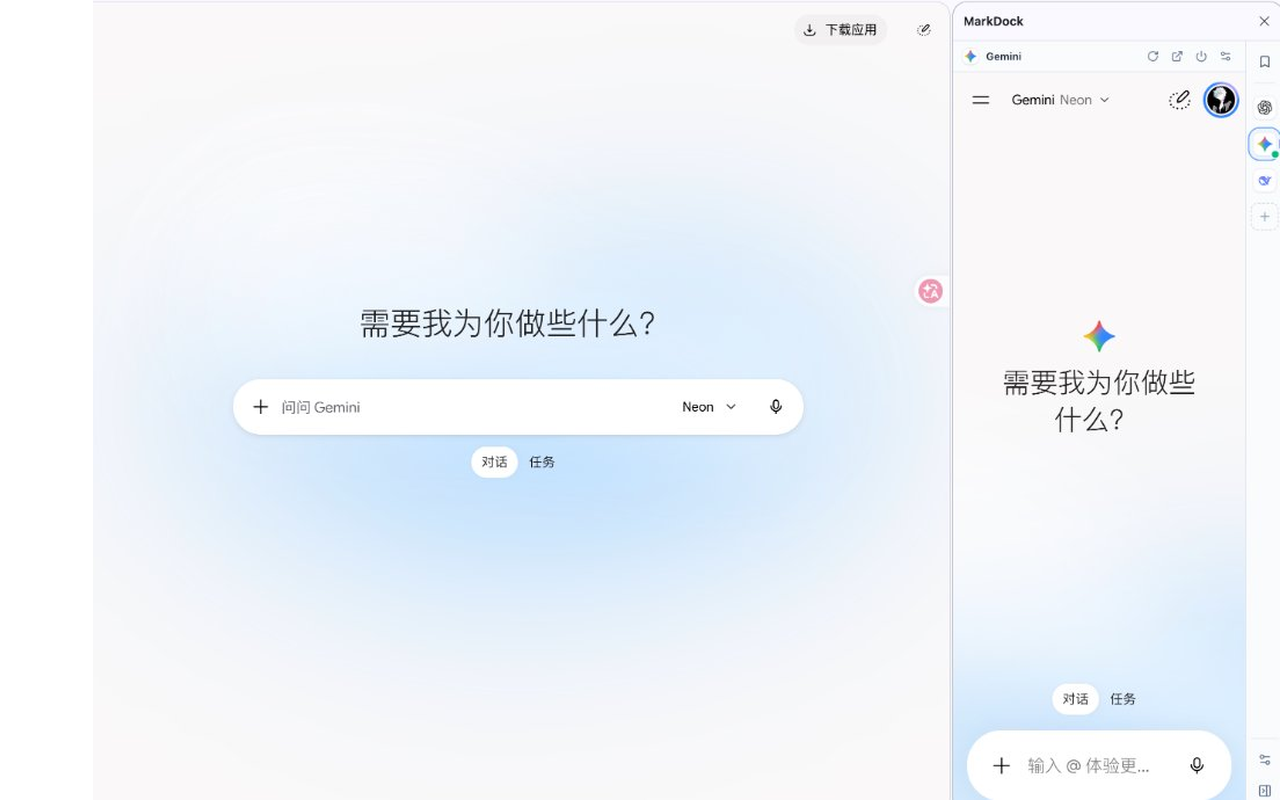 下载应用
需要我为你做些什么？
问问 Gemini
Neon
对话
任务
MarkDock
Gemini
Gemini Neon
需要我为你做些
什么？
对话
任务
输入 @ 体验更...